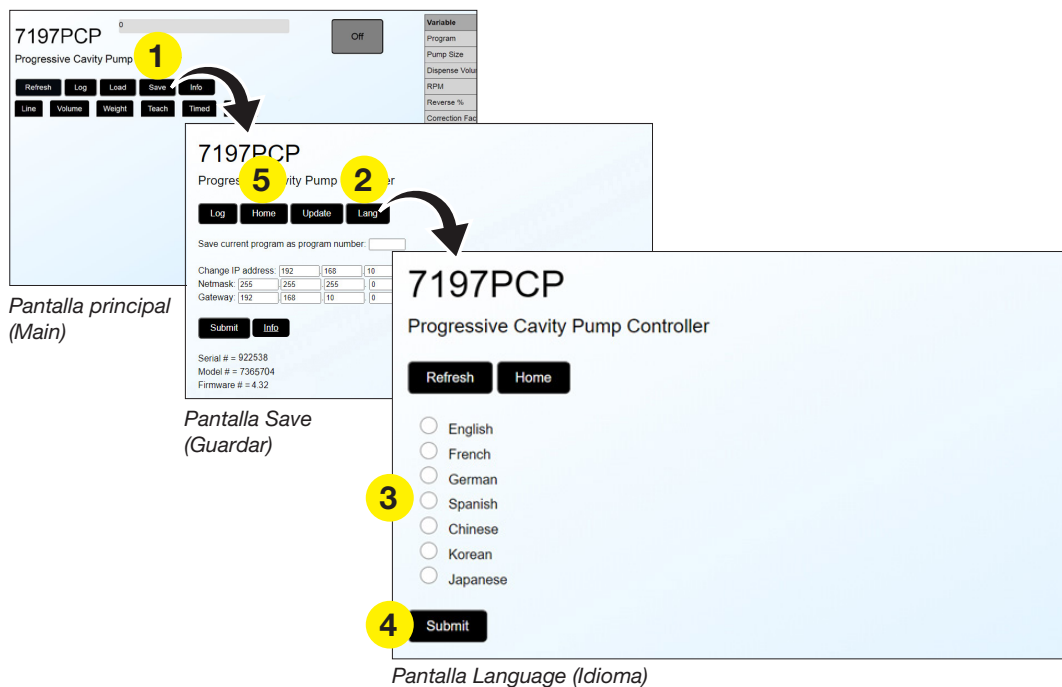 7197PCP
0
Off
Progressive Cavity Pump
1
Refresh Log Load Save Info
Line Volume Weight Teach Timed
Variable
Program
Pump Size
Dispense
RPM
Reverse %
Correction
Pantalla principal
(Main)
7197PCP
5
2
Pump
Log Home Update Lang
Save current program as program number:
Change IP address: 192 168 10
Netmask: 255 255 255 0
Gateway: 192 168 10 0
Submit Info
Serial # = 922538
Model # = 7365704
Firmware # = 4.32
Pantalla Save
(Guardar)
7197PCP
Progressive Cavity Pump Controller
Refresh Home
English
French
German
3
Spanish
Chinese
Korean
Japanese
4
Submit
Pantalla Language (Idioma)